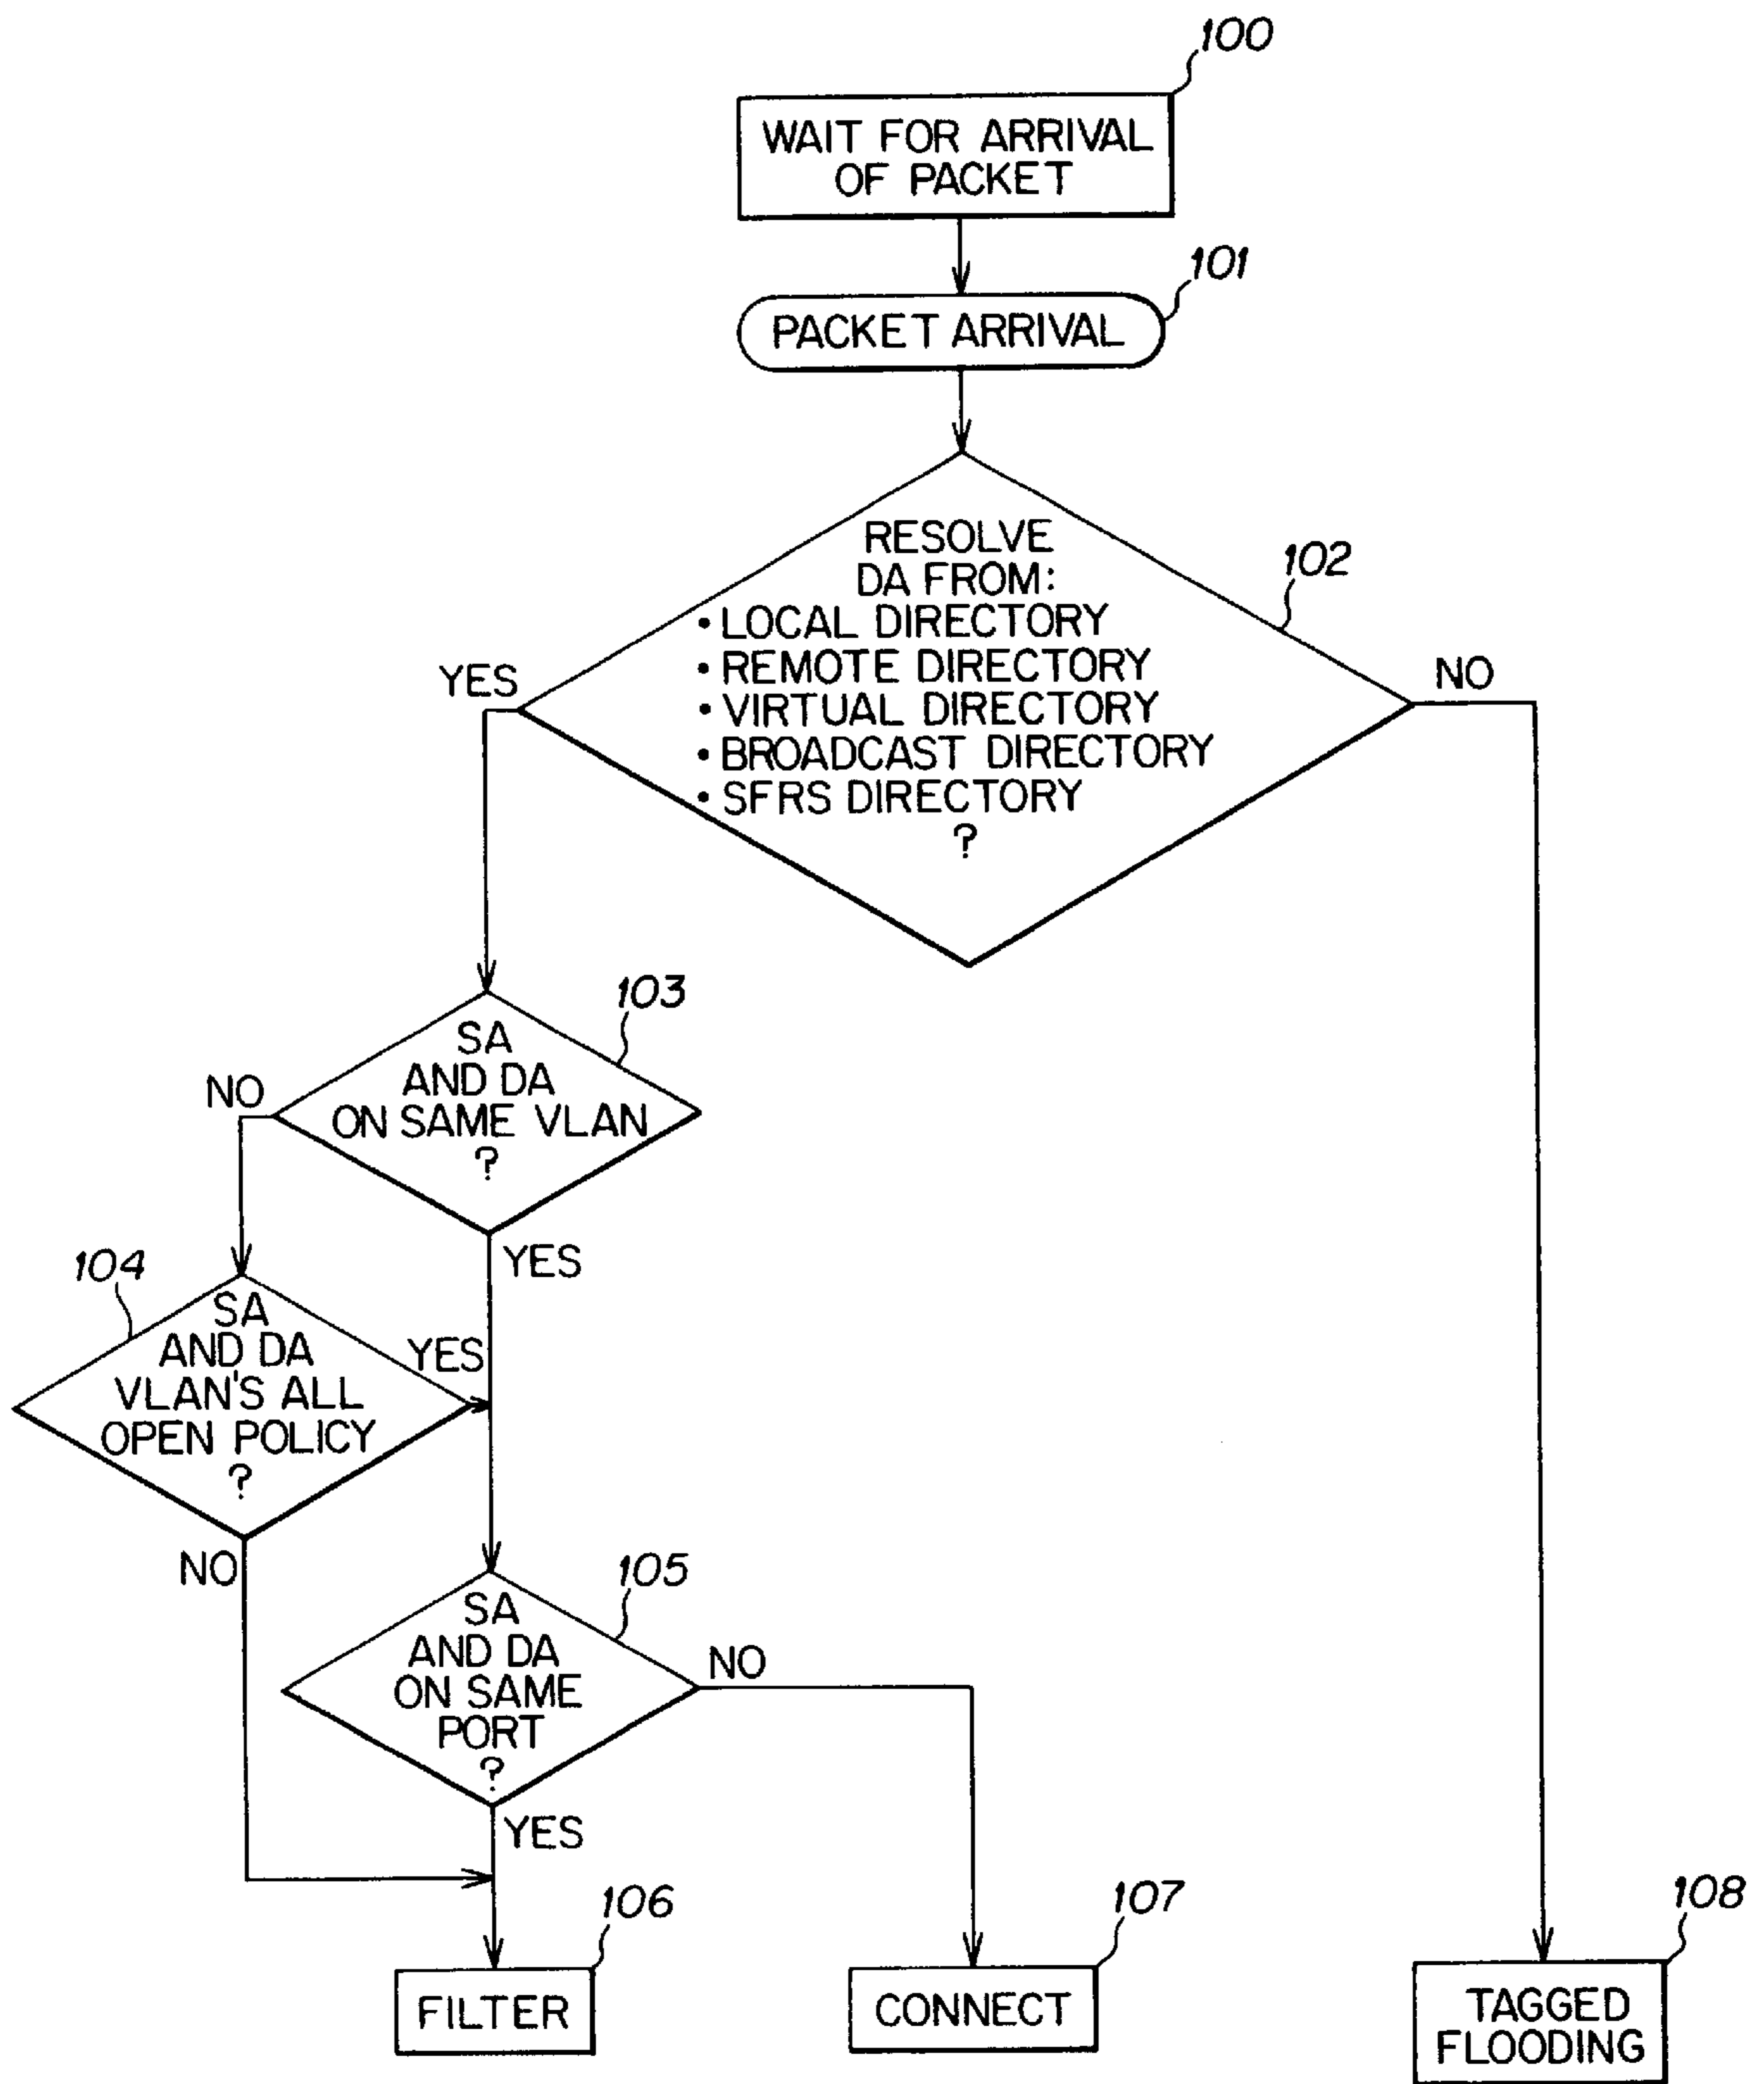 100
WAIT FOR ARRIVAL
OF PACKET
101
PACKET ARRIVAL
102
RESOLVE
DA FROM:
• LOCAL DIRECTORY
• REMOTE DIRECTORY
• VIRTUAL DIRECTORY
• BROADCAST DIRECTORY
• SFRS DIRECTORY
?
YES
NO
103
SA
AND DA
ON SAME VLAN
?
NO
YES
104
SA
AND DA
VLAN'S ALL
OPEN POLICY
?
YES
NO
105
SA
AND DA
ON SAME
PORT
?
NO
YES
106
FILTER
107
CONNECT
108
TAGGED
FLOODING